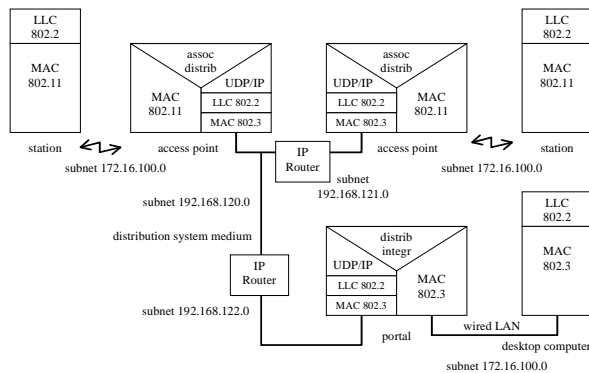 LLC
802.2
MAC
802.11
station
assoc
distrib
UDP/IP
MAC
802.11
LLC 802.2
MAC 802.3
access point
assoc
distrib
UDP/IP
LLC 802.2
MAC 802.3
MAC
802.11
access point
LLC
802.2
MAC
802.11
station
subnet 172.16.100.0
IP
Router
subnet
192.168.121.0
subnet 172.16.100.0
subnet 192.168.120.0
distribution system medium
IP
Router
subnet 192.168.122.0
distrib
integr
UDP/IP
LLC 802.2
MAC 802.3
MAC
802.3
portal
LLC
802.2
MAC
802.3
wired LAN
desktop computer
subnet 172.16.100.0